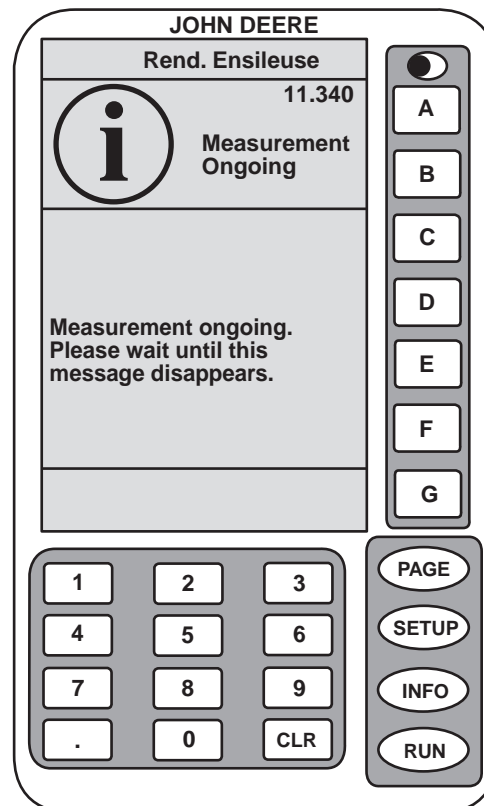 JOHN DEERE
Rend. Ensileuse
11.340
Measurement
Ongoing
Measurement ongoing.
Please wait until this
message disappears.
A
B
C
D
E
F
G
1 2 3
4 5 6
7 8 9
. 0 CLR
PAGE
SETUP
INFO
RUN